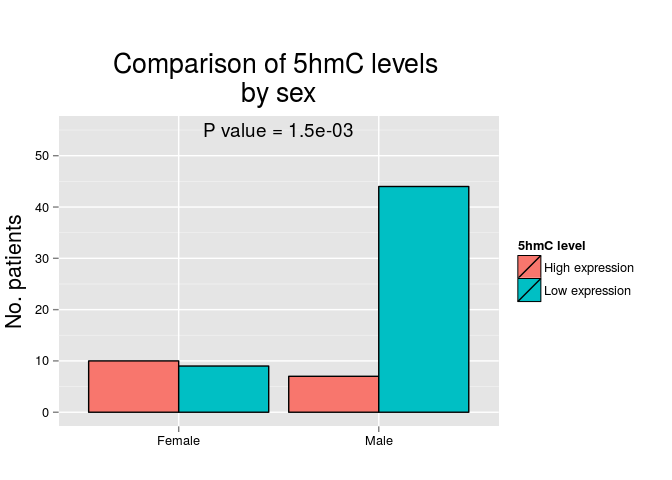 Comparison of 5hmC levels
by sex
P value = 1.5e-03
No. patients
50
40
30
20
10
0
Female
Male
5hmC level
High expression
Low expression